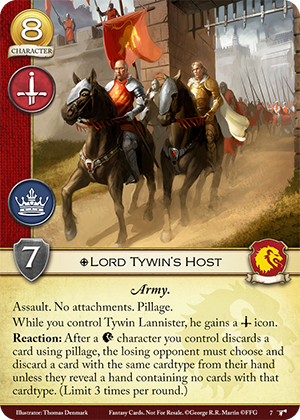 8
CHARACTER
7
LORD TYWIN'S HOST
Army.
Assault. No attachments. Pillage.
While you control Tywin Lannister, he gains a icon.
Reaction: After a character you control discards a
card using pillage, the losing opponent must choose and
discard a card with the same cardtype from their hand
unless they reveal a hand containing no cards with that
cardtype. (Limit 3 times per round.)
Illustrator: Thomas Denmark Fantasy Cards. Not For Resale. ©George R.R. Martin ©FFG 7